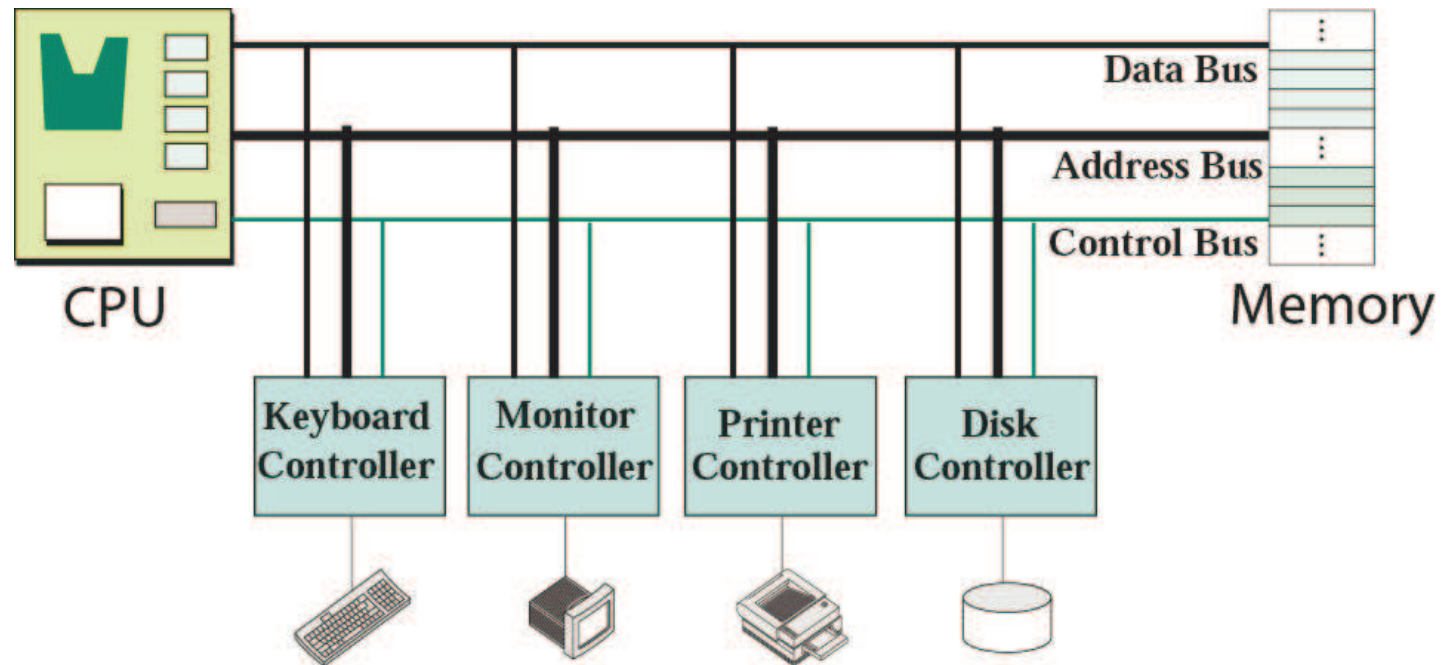 Data Bus
Address Bus
Control Bus
CPU
Memory
Keyboard
Controller
Monitor
Controller
Printer
Controller
Disk
Controller